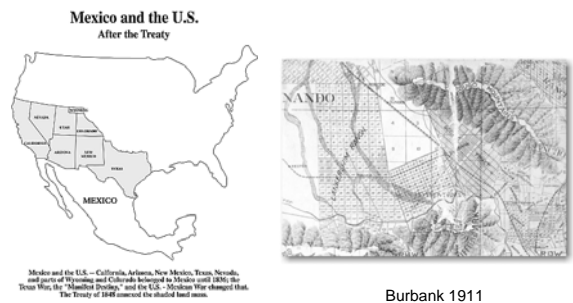 Mexico and the U.S.
After the Treaty
NEVADA
UTAH
COLORADO
CALIFORNIA
ARIZONA
NEW
MEXICO
TEXAS
MEXICO
Mexico and the U.S. – California, Arizona, New Mexico, Texas, Nevada,
and parts of Wyoming and Colorado belonged to Mexico until 1836; the
Texas War, the "Manifest Destiny," and the U.S. - Mexican War changed that.
The Treaty of 1848 annexed the shaded land mass.
NANDO
Burbank 1911